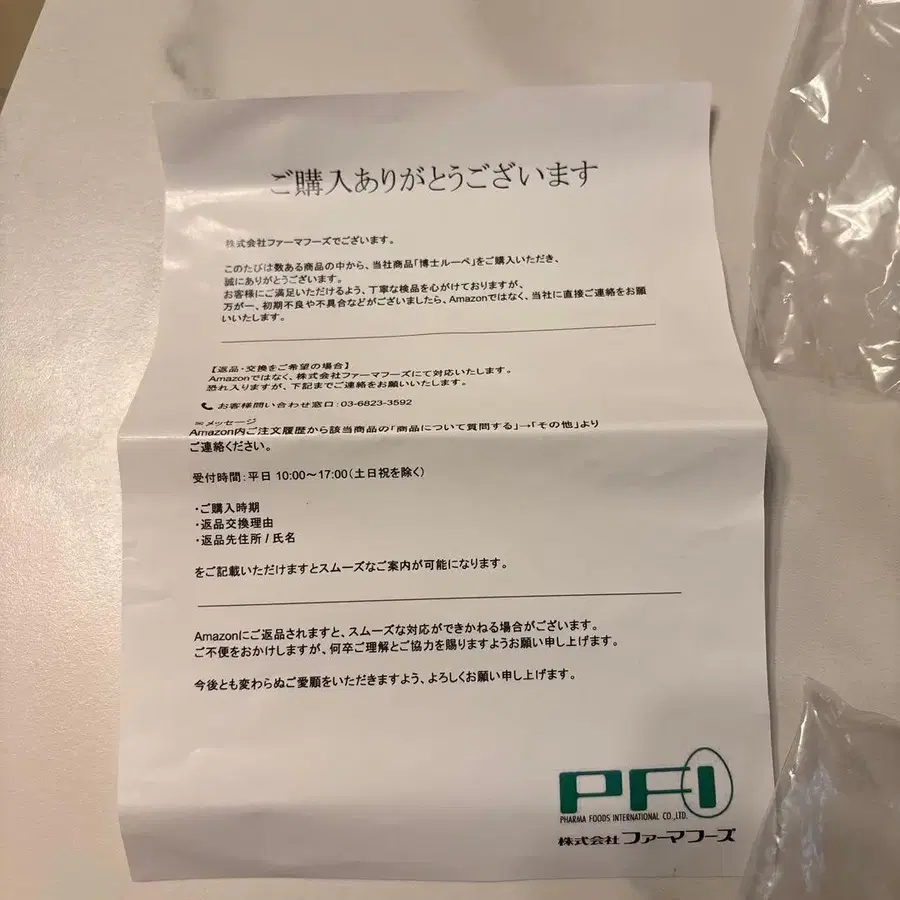 ご購入ありがとうございます
株式会社ファーマフーズでございます。
このたびは数ある商品の中から、当社商品「博士ルーペ」をご購入いただき、
誠にありがとうございます。
お客様にご満足いただけるよう、丁寧な検品を心がけておりますが、
万が一、初期不良や不具合などがございましたら、Amazonではなく、当社に直接ご連絡をお願
いいたします。
【返品・交換をご希望の場合】
Amazonではなく、株式会社ファーマフーズにて対応いたします。
恐れ入りますが、下記までご連絡をお願いいたします。
📞 お客様問い合わせ窓口：03-6823-3592
✉メッセージ
Amazon内ご注文履歴から該当商品の「商品について質問する」→「その他」より
ご連絡ください。
受付時間：平日 10:00～17:00（土日祝を除く）
・ご購入時期
・返品交換理由
・返品先住所 / 氏名
をご記載いただけますとスムーズなご案内が可能になります。
Amazonにご返品されますと、スムーズな対応ができかねる場合がございます。
ご不便をおかけしますが、何卒ご理解とご協力を賜りますようお願い申し上げます。
今後とも変わらぬご愛顧をいただきますよう、よろしくお願い申し上げます。
PFI
PHARMA FOODS INTERNATIONAL CO.,LTD.
株式会社 ファーマフーズ